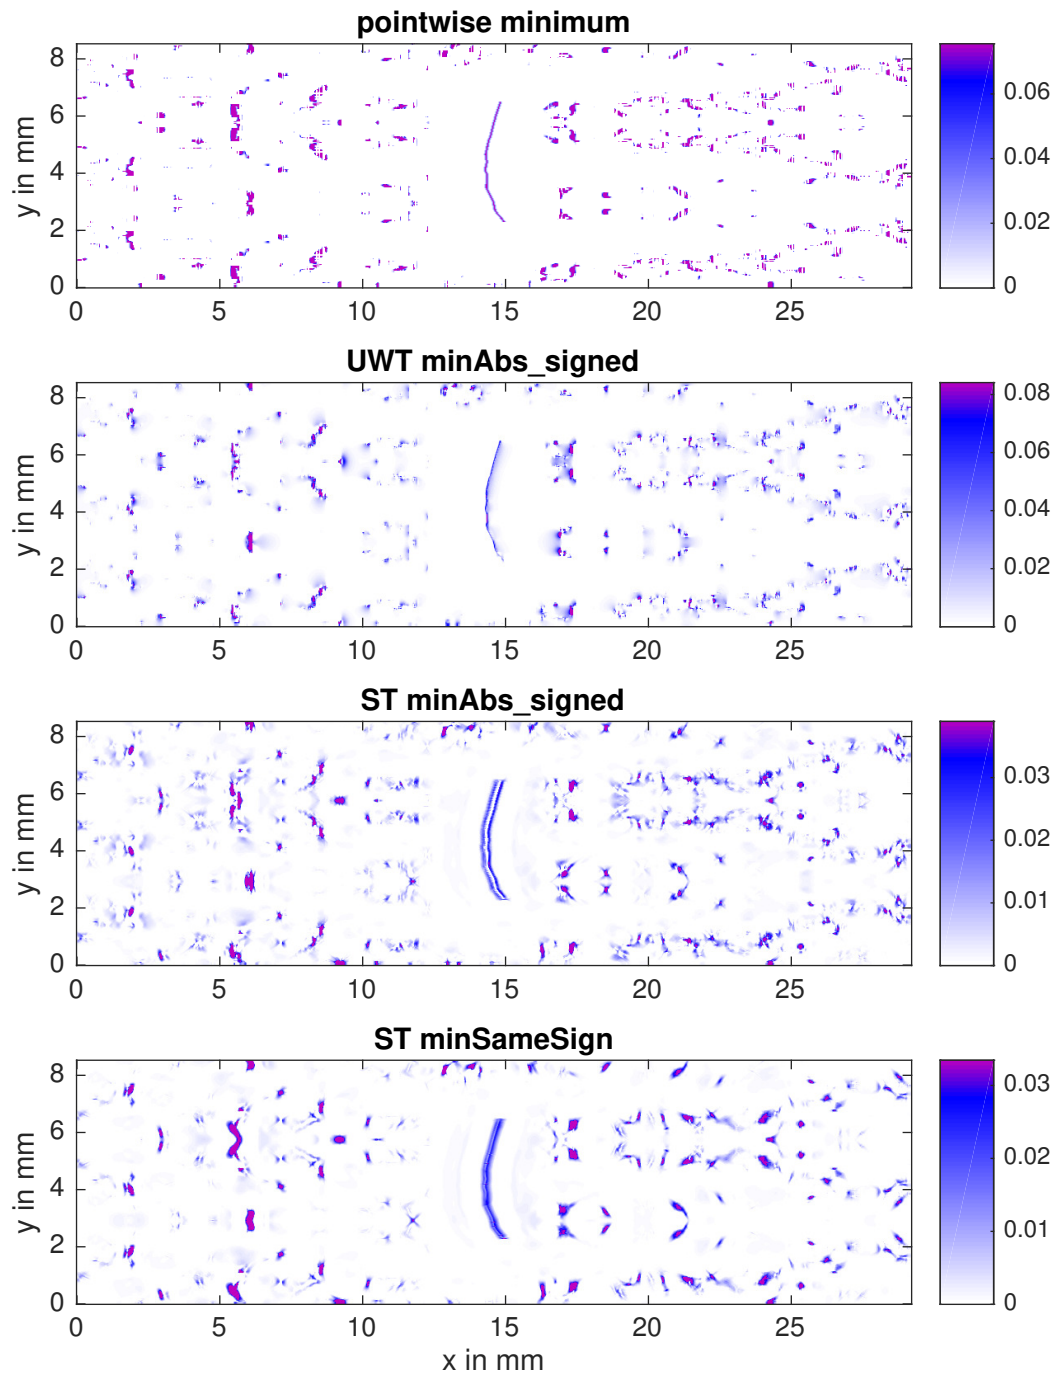 pointwise minimum
y in mm
8
6
4
2
0
0 5 10 15 20 25
0.06
0.04
0.02
0
UWT minAbs_signed
y in mm
8
6
4
2
0
0 5 10 15 20 25
0.08
0.06
0.04
0.02
0
ST minAbs_signed
y in mm
8
6
4
2
0
0 5 10 15 20 25
0.03
0.02
0.01
0
ST minSameSign
y in mm
8
6
4
2
0
0 5 10 15 20 25
x in mm
0.03
0.02
0.01
0